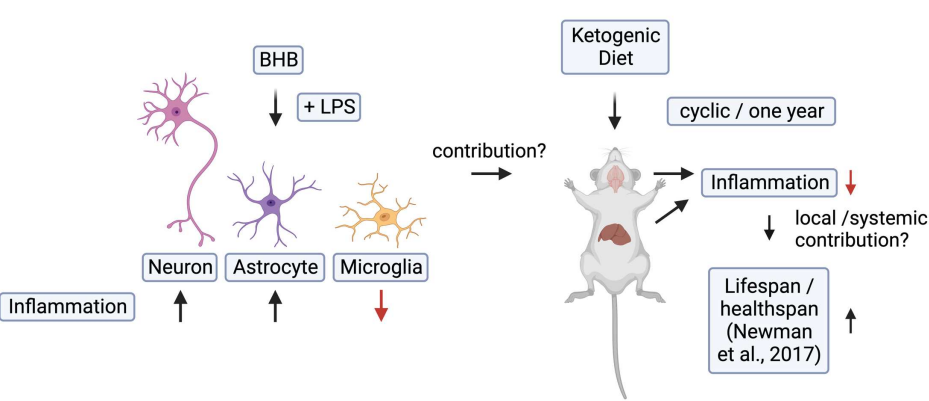 BHB
+ LPS
Neuron
Astrocyte
Microglia
Inflammation
contribution?
Ketogenic
Diet
cyclic / one year
Inflammation
local /systemic
contribution?
Lifespan /
healthspan
(Newman
et al., 2017)